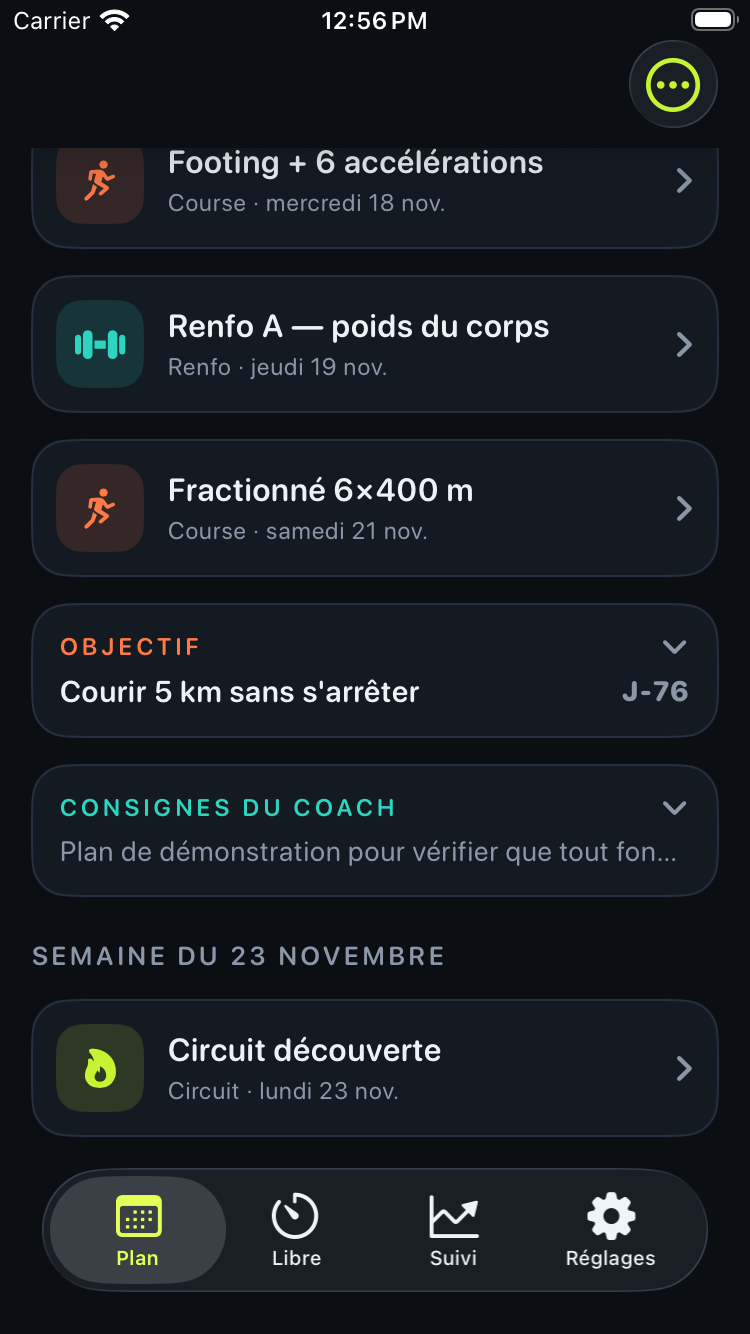 Carrier 12:56 PM
Footing + 6 accélérations
Course · mercredi 18 nov.
Renfo A — poids du corps
Renfo · jeudi 19 nov.
Fractionné 6×400 m
Course · samedi 21 nov.
OBJECTIF
Courir 5 km sans s'arrêter J-76
CONSIGNES DU COACH
Plan de démonstration pour vérifier que tout fon...
SEMAINE DU 23 NOVEMBRE
Circuit découverte
Circuit · lundi 23 nov.
Plan Libre Suivi Réglages